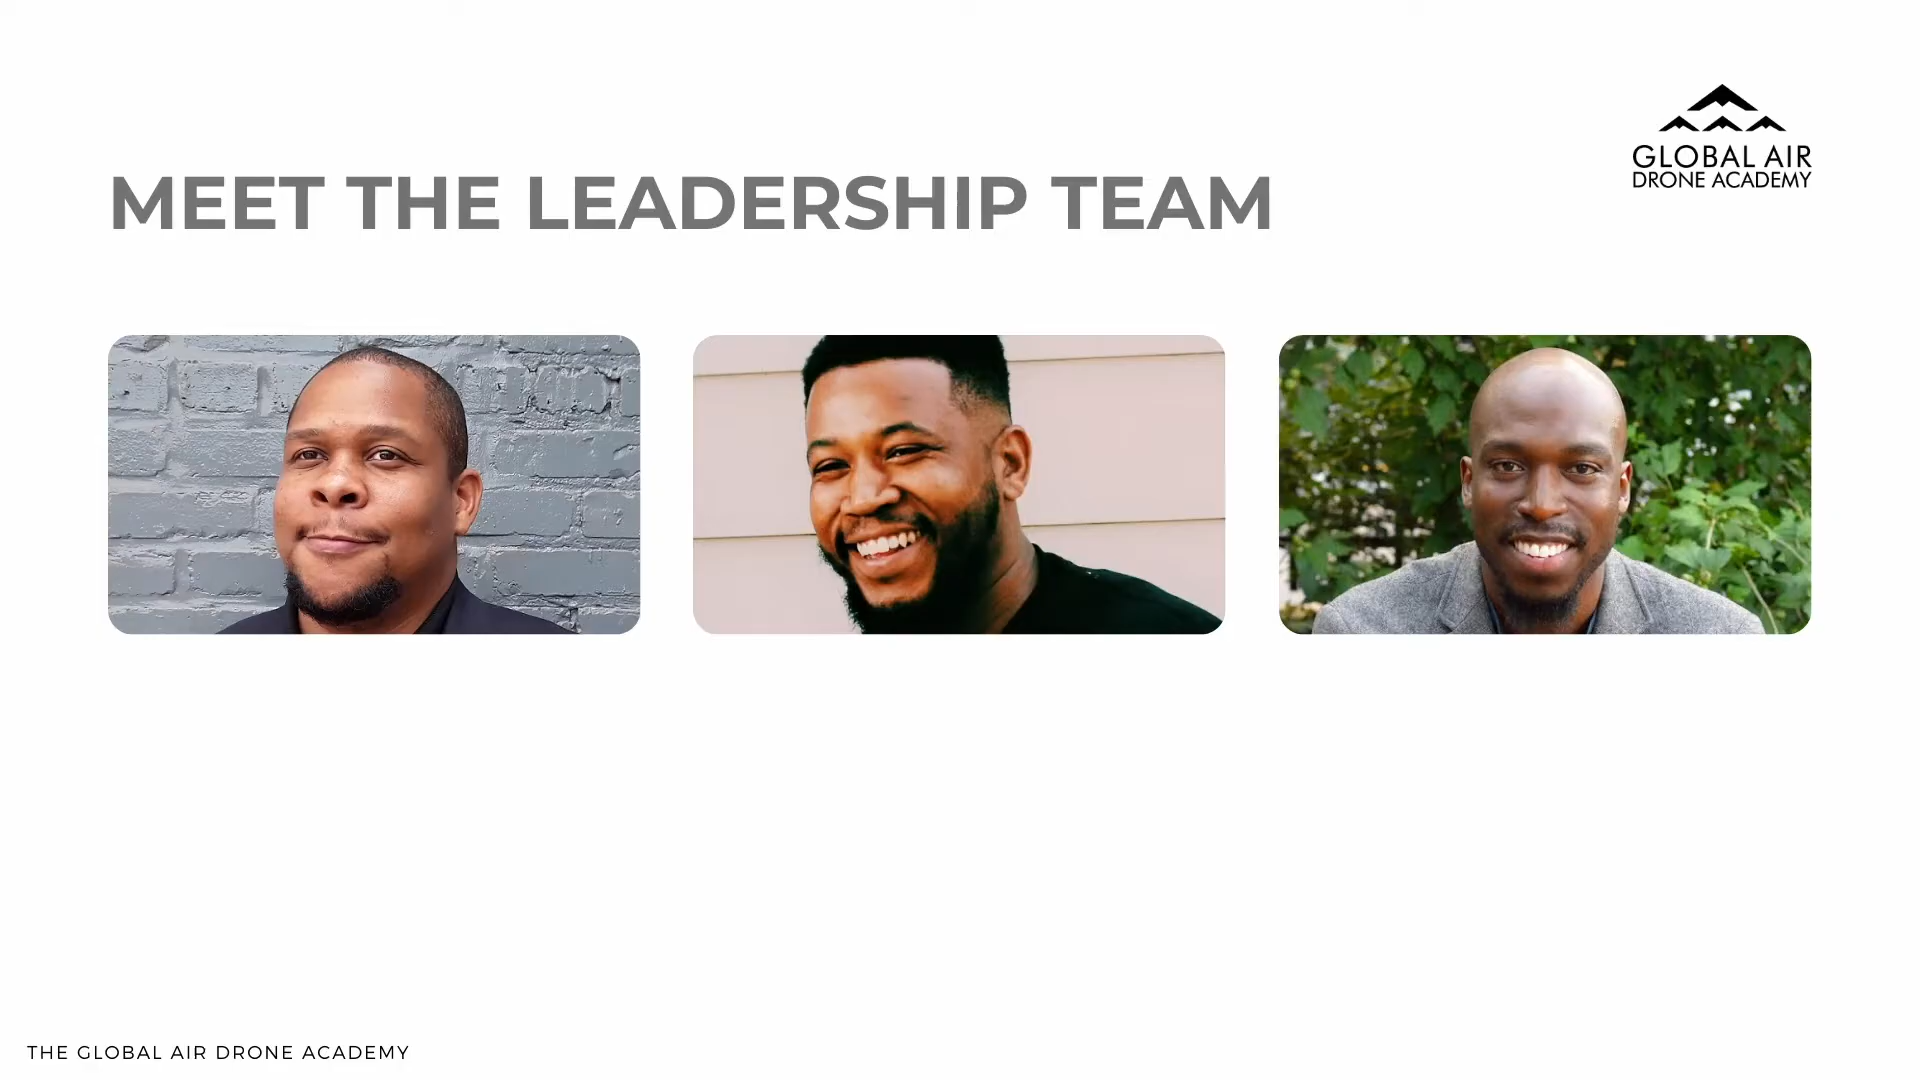 GLOBAL AIR
DRONE ACADEMY
MEET THE LEADERSHIP TEAM
THE GLOBAL AIR DRONE ACADEMY